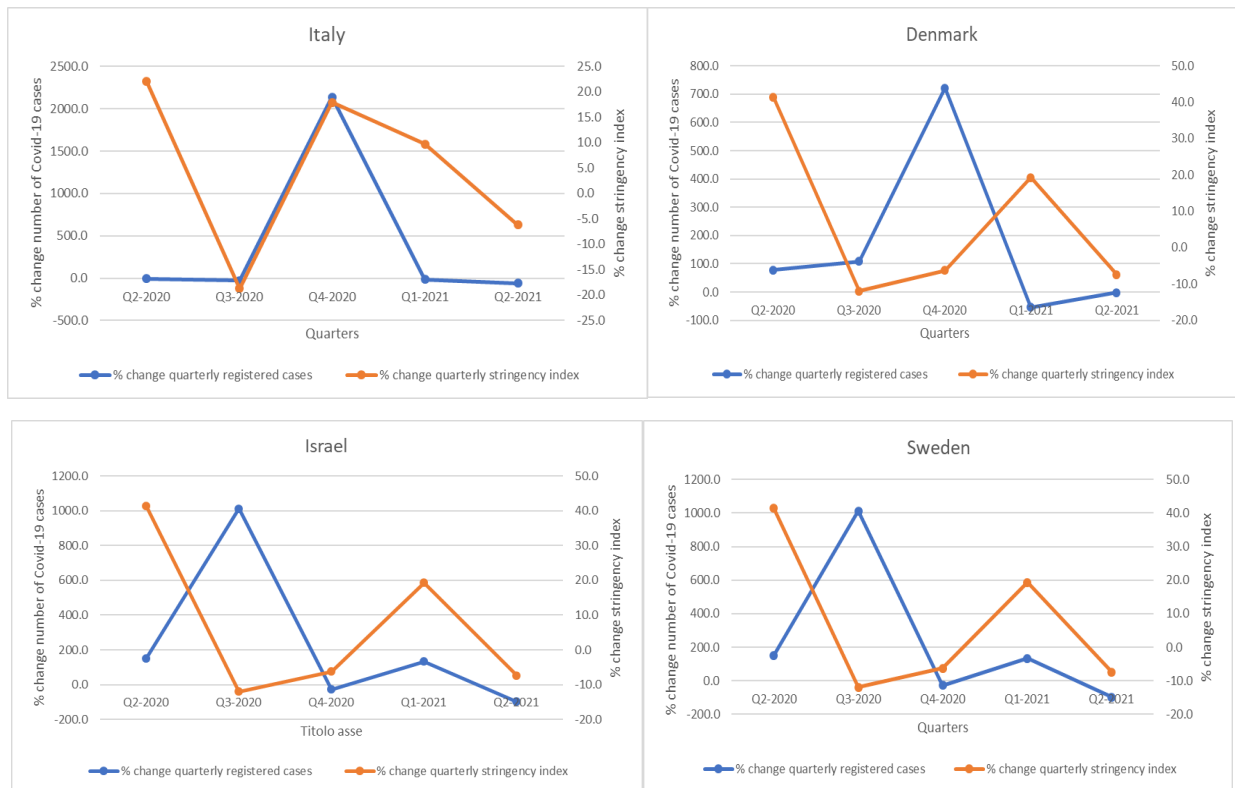 Italy
% change number of Covid-19 cases
2500.0
2000.0
1500.0
1000.0
500.0
0.0
-500.0
25.0
20.0
15.0
10.0
5.0
0.0
-5.0
-10.0
-15.0
-20.0
-25.0
% change stringency index
Q2-2020 Q3-2020 Q4-2020 Q1-2021 Q2-2021
Quarters
% change quarterly registered cases % change quarterly stringency index
Denmark
% change number of Covid-19 cases
800.0
700.0
600.0
500.0
400.0
300.0
200.0
100.0
0.0
-100.0
50.0
40.0
30.0
20.0
10.0
0.0
-10.0
-20.0
% change stringency index
Q2-2020 Q3-2020 Q4-2020 Q1-2021 Q2-2021
Quarters
% change quarterly registered cases % change quarterly stringency index
Israel
% change number of Covid-19 cases
1200.0
1000.0
800.0
600.0
400.0
200.0
0.0
-200.0
50.0
40.0
30.0
20.0
10.0
0.0
-10.0
-20.0
% change stringency index
Q2-2020 Q3-2020 Q4-2020 Q1-2021 Q2-2021
Titolo asse
% change quarterly registered cases % change quarterly stringency index
Sweden
% change number of Covid-19 cases
1200.0
1000.0
800.0
600.0
400.0
200.0
0.0
-200.0
50.0
40.0
30.0
20.0
10.0
0.0
-10.0
-20.0
% change stringency index
Q2-2020 Q3-2020 Q4-2020 Q1-2021 Q2-2021
Quarters
% change quarterly registered cases % change quarterly stringency index